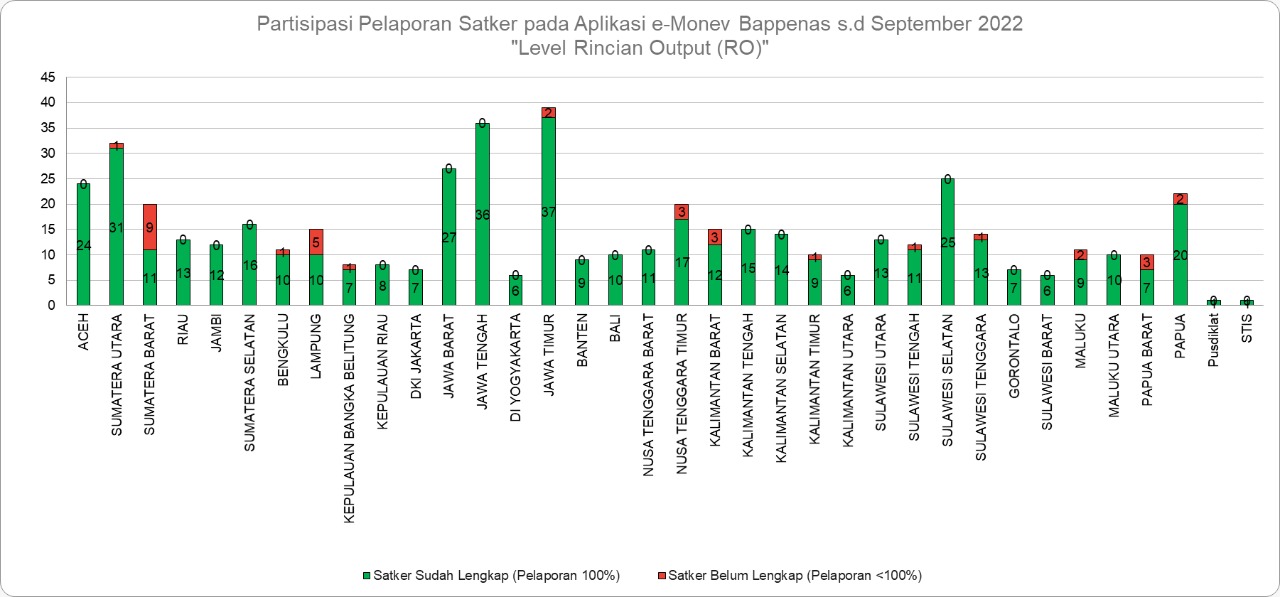 Partisipasi Pelaporan Satker pada Aplikasi e-Monev Bappenas s.d September 2022
"Level Rincian Output (RO)"
45
40
35
30
25
20
15
10
5
0
0 1 9 0 0 0 1 5 1 0 0 0 0 0 2 0 0 0 3 3 0 0 1 0 0 1 0 1 0 0 2 0 3 2 0 0
24 31 11 13 12 16 10 10 7 8 7 27 36 6 37 9 10 11 17 12 15 14 9 6 13 11 25 13 7 6 9 10 7 20
ACEH
SUMATERA UTARA
SUMATERA BARAT
RIAU
JAMBI
SUMATERA SELATAN
BENGKULU
LAMPUNG
KEPULAUAN BANGKA BELITUNG
KEPULAUAN RIAU
DKI JAKARTA
JAWA BARAT
JAWA TENGAH
DI YOGYAKARTA
JAWA TIMUR
BANTEN
BALI
NUSA TENGGARA BARAT
NUSA TENGGARA TIMUR
KALIMANTAN BARAT
KALIMANTAN TENGAH
KALIMANTAN SELATAN
KALIMANTAN TIMUR
KALIMANTAN UTARA
SULAWESI UTARA
SULAWESI TENGAH
SULAWESI SELATAN
SULAWESI TENGGARA
GORONTALO
SULAWESI BARAT
MALUKU
MALUKU UTARA
PAPUA BARAT
PAPUA
Pusdiklat
STIS
Satker Sudah Lengkap (Pelaporan 100%)
Satker Belum Lengkap (Pelaporan <100%)